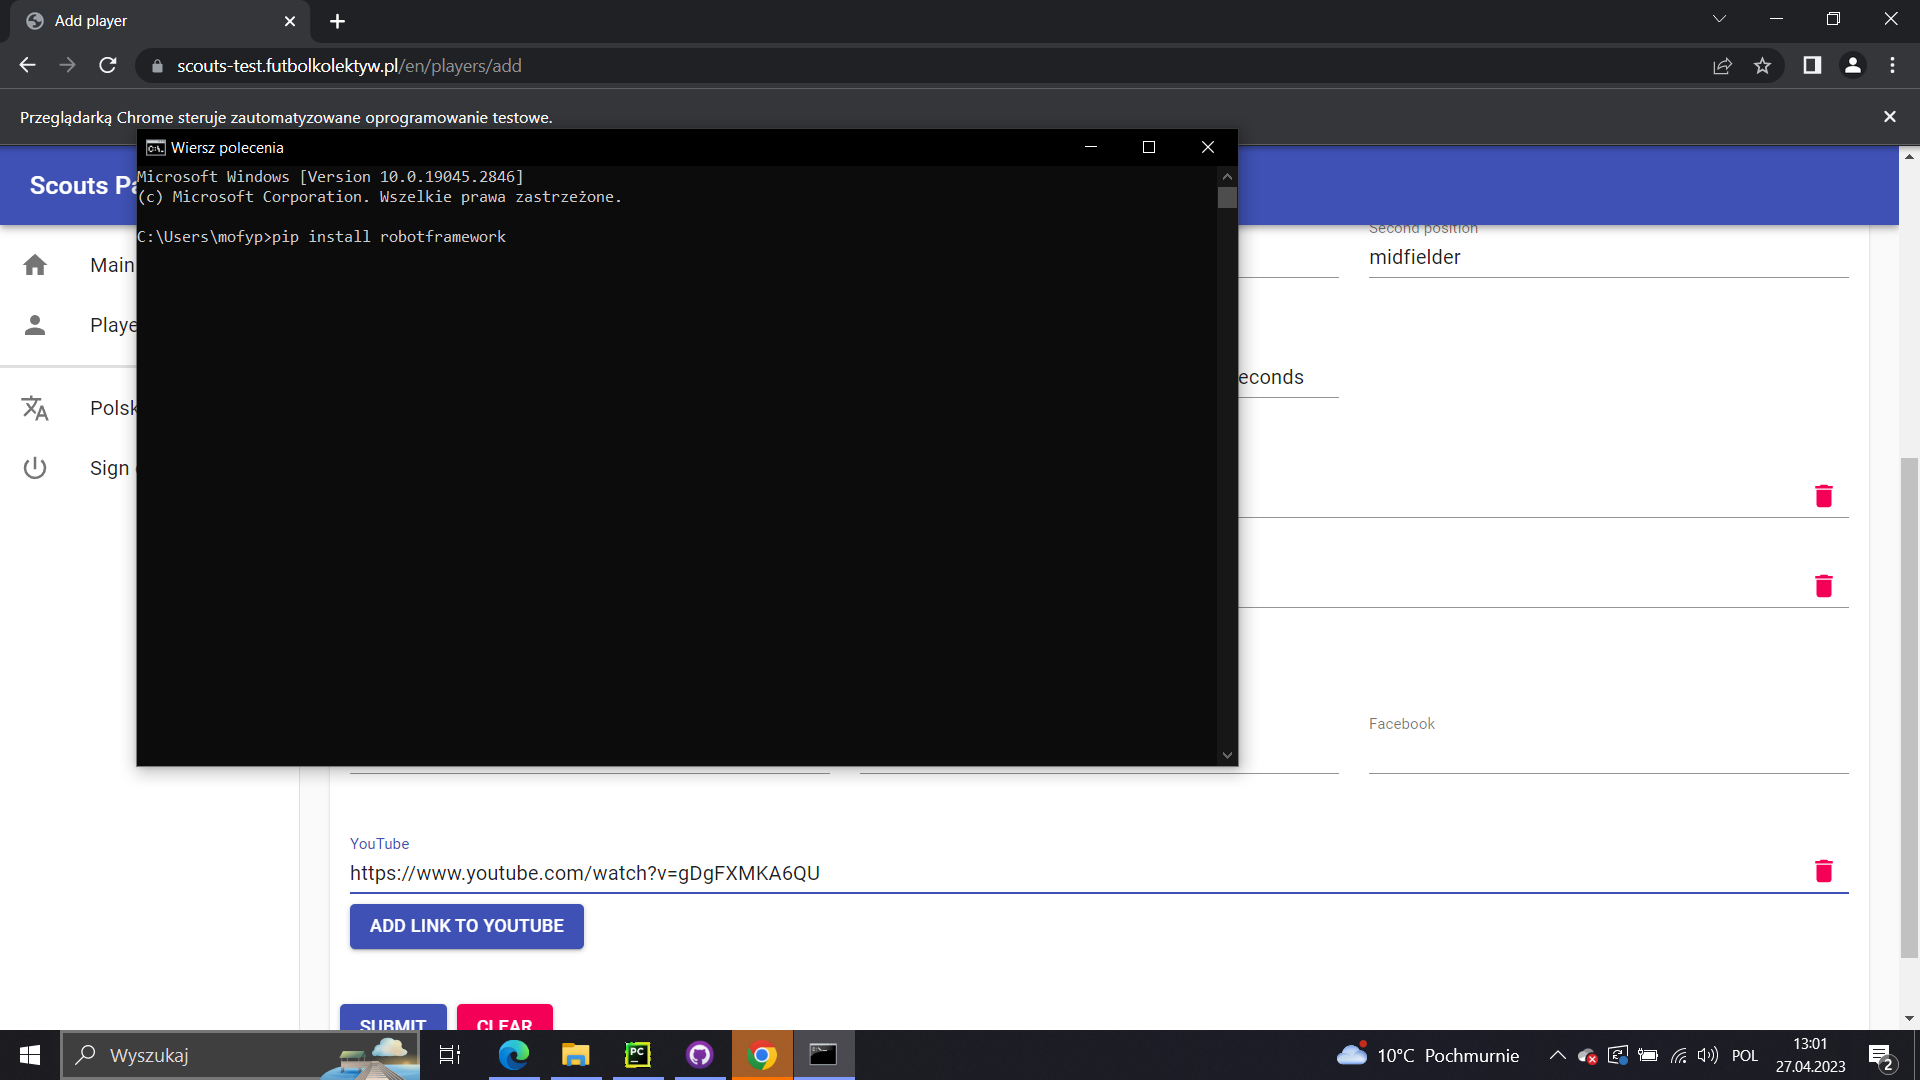 Add player
scouts-test.futbolkolektyw.pl/en/players/add
Przeglądarką Chrome steruje zautomatyzowane oprogramowanie testowe.
Wiersz polecenia
Microsoft Windows [Version 10.0.19045.2846]
(c) Microsoft Corporation. Wszelkie prawa zastrzeżone.
C:\Users\mofyp>pip install robotframework
Scouts Pa
Main
Playe
Polsk
Sign
Second position
midfielder
econds
Facebook
YouTube
https://www.youtube.com/watch?v=gDgFXMKA6QU
ADD LINK TO YOUTUBE
SUBMIT
CLEAR
Wyszukaj
PC
10°C Pochmurnie
POL
13:01
27.04.2023
2